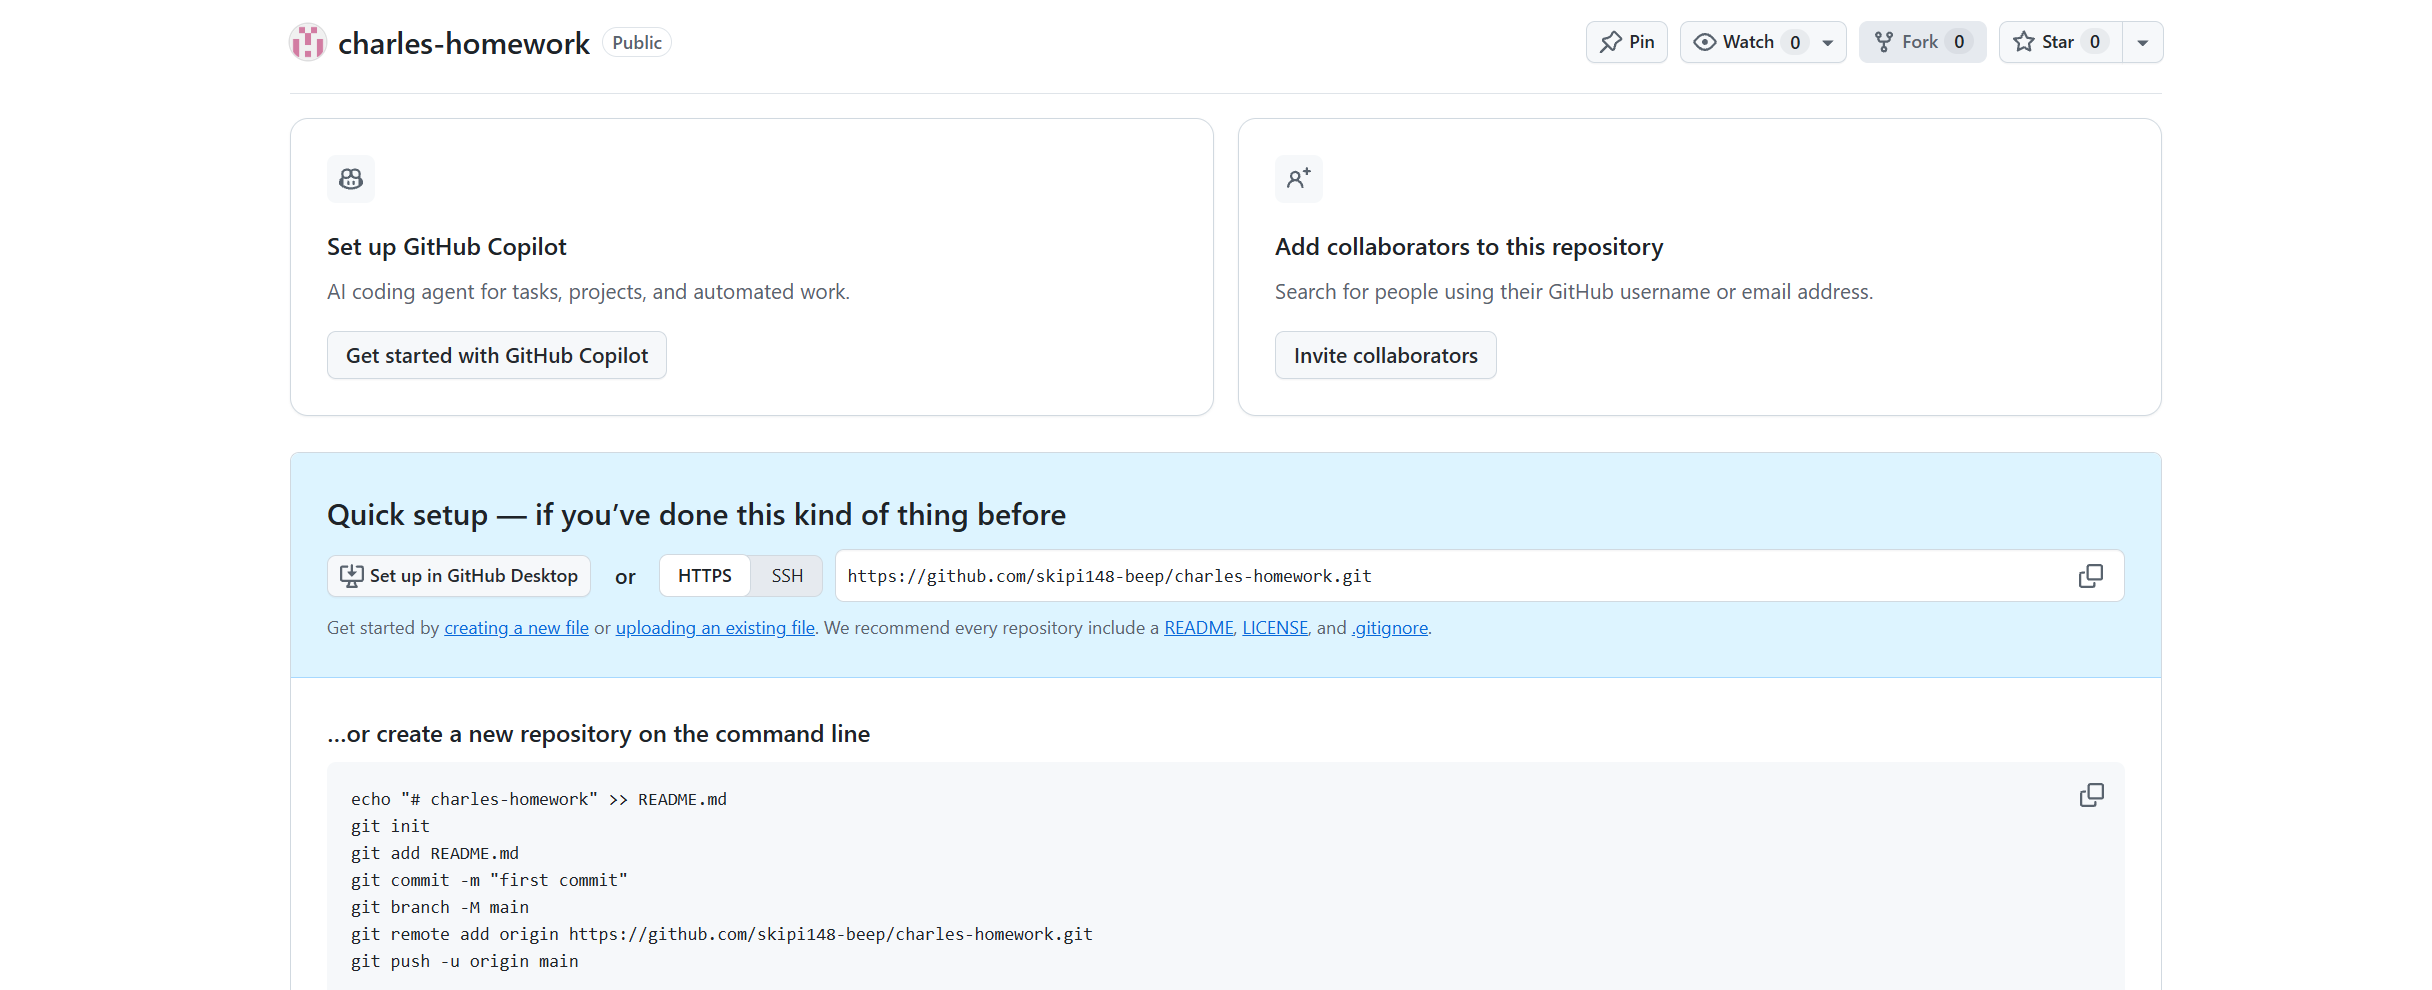 charles-homework Public
Pin
Watch 0
Fork 0
Star 0
Set up GitHub Copilot
AI coding agent for tasks, projects, and automated work.
Get started with GitHub Copilot
Add collaborators to this repository
Search for people using their GitHub username or email address.
Invite collaborators
Quick setup — if you’ve done this kind of thing before
Set up in GitHub Desktop or HTTPS SSH https://github.com/skipi148-beep/charles-homework.git
Get started by creating a new file or uploading an existing file. We recommend every repository include a README, LICENSE, and .gitignore.
…or create a new repository on the command line
echo "# charles-homework" >> README.md
git init
git add README.md
git commit -m "first commit"
git branch -M main
git remote add origin https://github.com/skipi148-beep/charles-homework.git
git push -u origin main